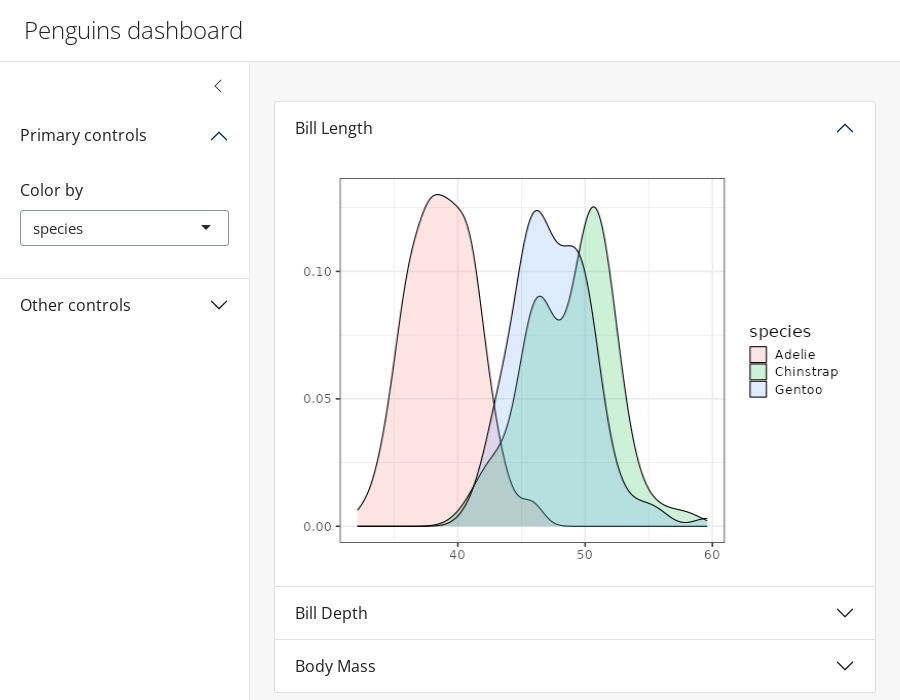 Penguins dashboard
Primary controls
Color by
species
Other controls
Bill Length
0.10
0.05
0.00
40 50 60
species
Adelie
Chinstrap
Gentoo
Bill Depth
Body Mass